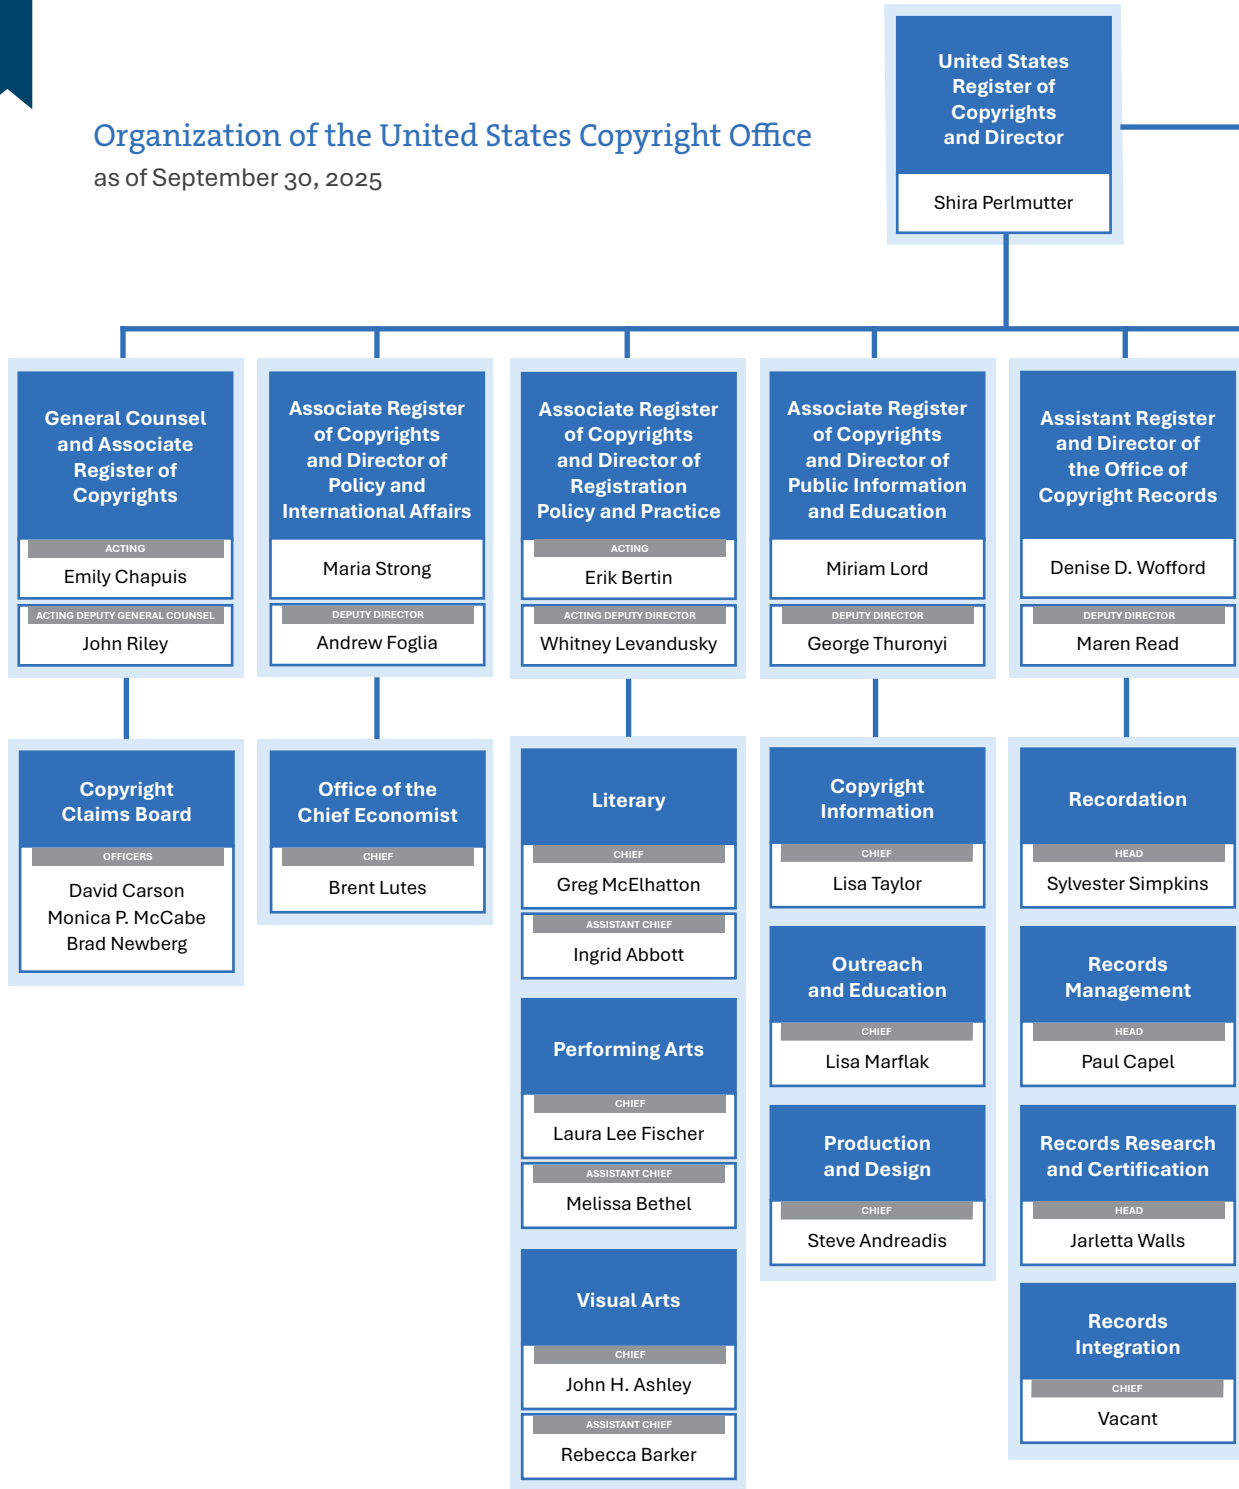 Organization of the United States Copyright Office
as of September 30, 2025
United States
Register of
Copyrights
and Director
Shira Perlmutter
General Counsel
and Associate
Register of
Copyrights
ACTING
Emily Chapuis
ACTING DEPUTY GENERAL COUNSEL
John Riley
Copyright
Claims Board
OFFICERS
David Carson
Monica P. McCabe
Brad Newberg
Associate Register
of Copyrights
and Director of
Policy and
International Affairs
Maria Strong
DEPUTY DIRECTOR
Andrew Foglia
Office of the
Chief Economist
CHIEF
Brent Lutes
Associate Register
of Copyrights
and Director of
Registration
Policy and Practice
ACTING
Erik Bertin
ACTING DEPUTY DIRECTOR
Whitney Levandusky
Literary
CHIEF
Greg McElhatton
ASSISTANT CHIEF
Ingrid Abbott
Performing Arts
CHIEF
Laura Lee Fischer
ASSISTANT CHIEF
Melissa Bethel
Visual Arts
CHIEF
John H. Ashley
ASSISTANT CHIEF
Rebecca Barker
Associate Register
of Copyrights
and Director of
Public Information
and Education
Miriam Lord
DEPUTY DIRECTOR
George Thuronyi
Copyright
Information
CHIEF
Lisa Taylor
Outreach
and Education
CHIEF
Lisa Marflak
Production
and Design
CHIEF
Steve Andreadis
Assistant Register
and Director of
the Office of
Copyright Records
Denise D. Wofford
DEPUTY DIRECTOR
Maren Read
Recordation
HEAD
Sylvester Simpkins
Records
Management
HEAD
Paul Capel
Records Research
and Certification
HEAD
Jarletta Walls
Records
Integration
CHIEF
Vacant